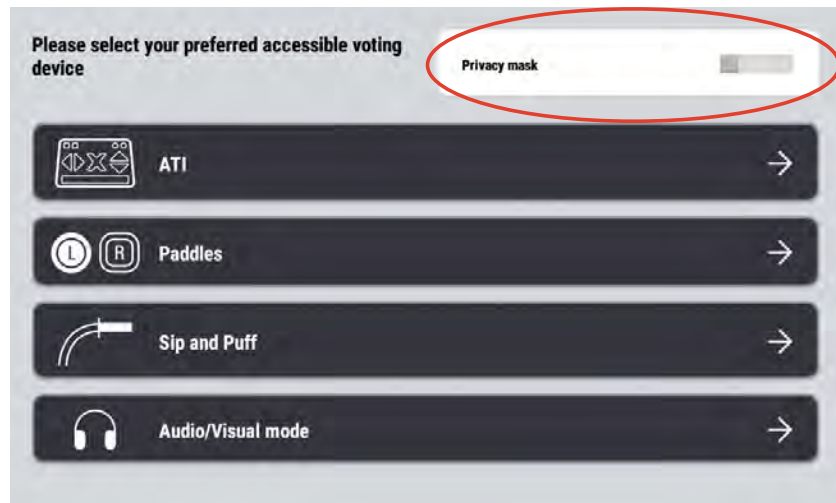 Please select your preferred accessible voting
device
Privacy mask
ATI
L R Paddles
Sip and Puff
Audio/Visual mode